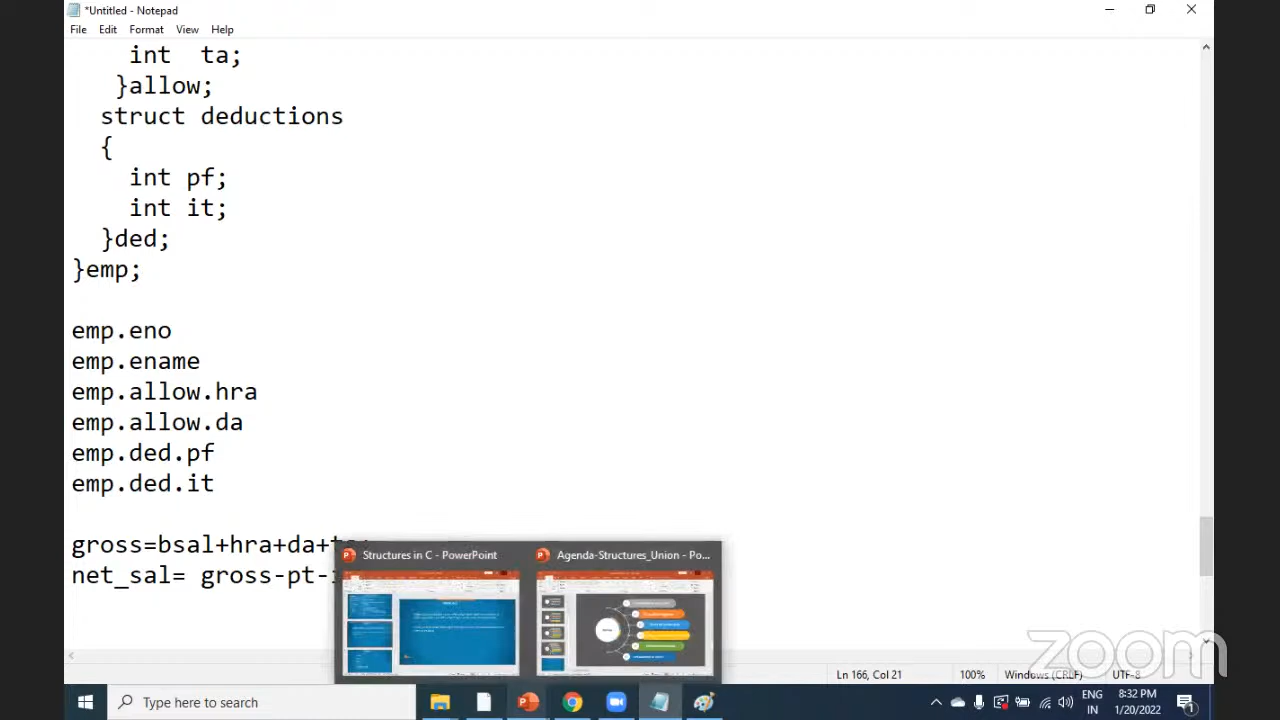 *Untitled - Notepad
File Edit Format View Help
int ta;
}allow;
struct deductions
{
int pf;
int it;
}ded;
}emp;
emp.eno
emp.ename
emp.allow.hra
emp.allow.da
emp.ded.pf
emp.ded.it
gross=bsal+hra+da+
net_sal= gross-pt-
Structures in C - PowerPoint
Agenda-Structures_Union - Po...
zoom
Ln 166, Col 21
100%
Windows (CRLF)
UTF-8
Type here to search
ENG
IN
8:32 PM
1/20/2022
1